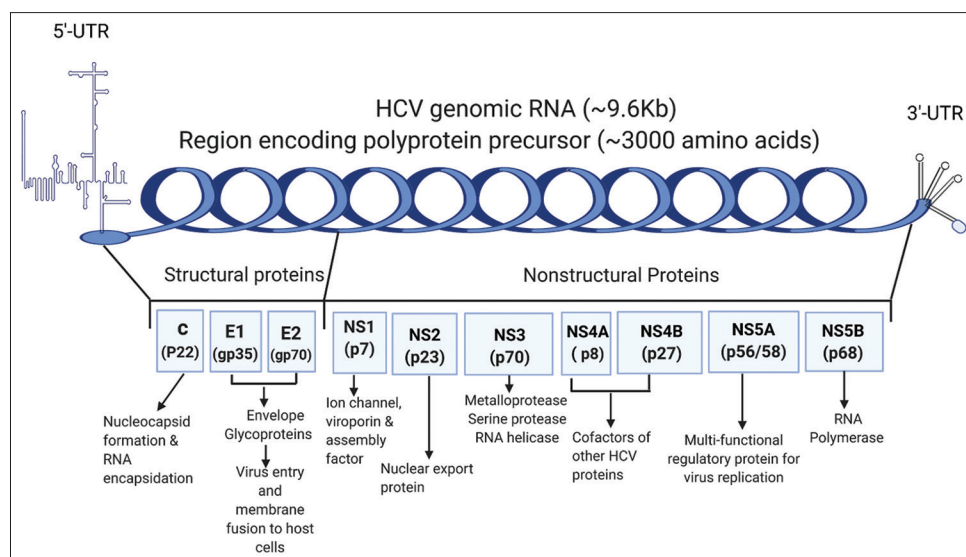 5'-UTR
HCV genomic RNA (~9.6Kb)
Region encoding polyprotein precursor (~3000 amino acids)
3'-UTR
Structural proteins
Nonstructural Proteins
C
(P22)
E1
(gp35)
E2
(gp70)
NS1
(p7)
NS2
(p23)
NS3
(p70)
NS4A
( p8)
NS4B
(p27)
NS5A
(p56/58)
NS5B
(p68)
Nucleocapsid
formation &
RNA
encapsidation
Envelope
Glycoproteins
Virus entry
and
membrane
fusion to host
cells
Ion channel,
viroporin &
assembly
factor
Nuclear export
protein
Metalloprotease
Serine protease
RNA helicase
Cofactors of
other HCV
proteins
Multi-functional
regulatory protein for
virus replication
RNA
Polymerase